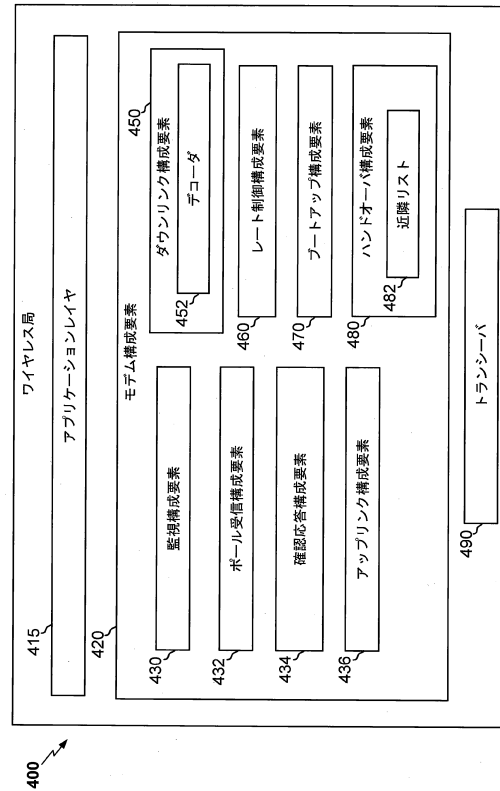 400
ワイヤレス局
415
アプリケーションレイヤ
420
モデム構成要素
430
監視構成要素
432
ポール受信構成要素
434
確認応答構成要素
436
アップリンク構成要素
450
ダウンリンク構成要素
452
デコーダ
460
レート制御構成要素
470
ブートアップ構成要素
480
ハンドオーバ構成要素
482
近隣リスト
490
トランシーバ